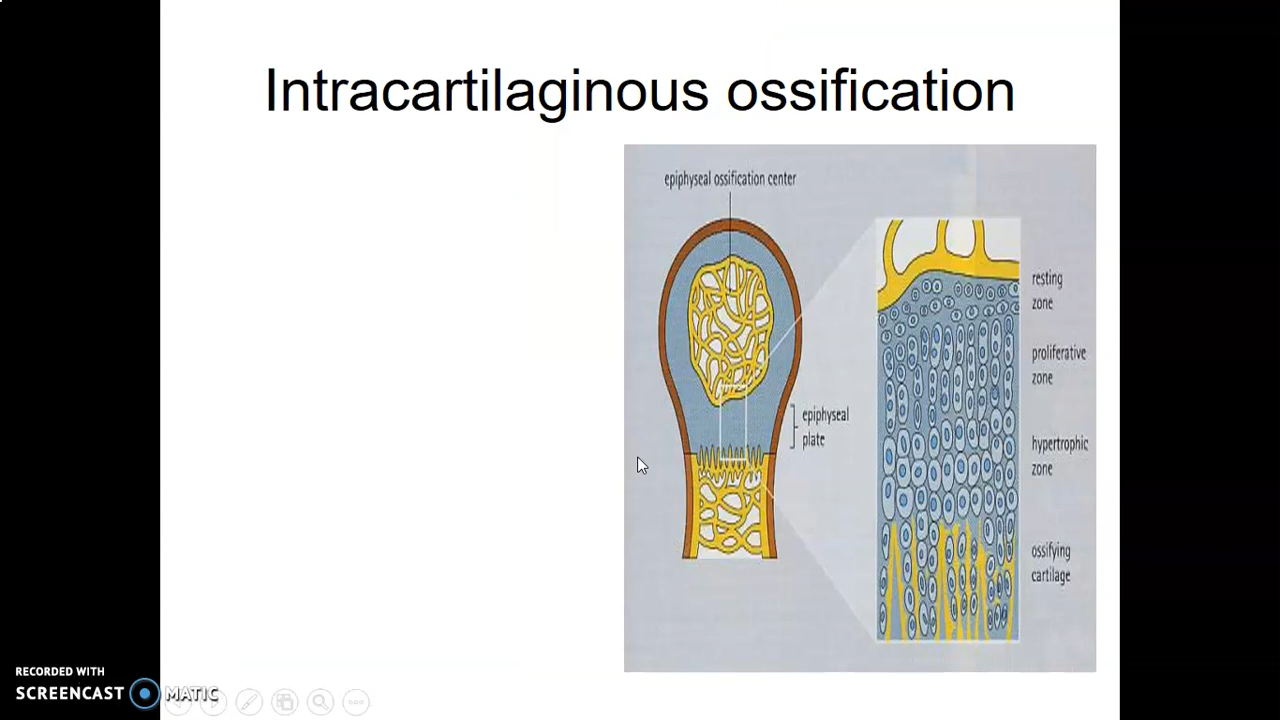 Intracartilaginous ossification
epiphyseal ossification center
resting
zone
proliferative
zone
epiphyseal
plate
hypertrophic
zone
ossifying
cartilage
RECORDED WITH
SCREENCAST MATIC